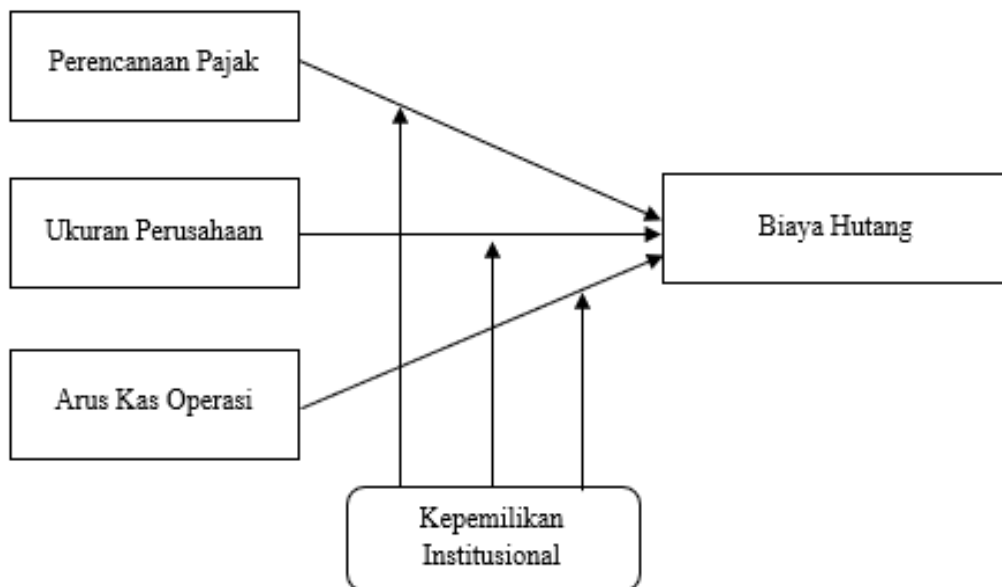 Perencanaan Pajak
Ukuran Perusahaan
Biaya Hutang
Arus Kas Operasi
Kepemilikan
Institusional